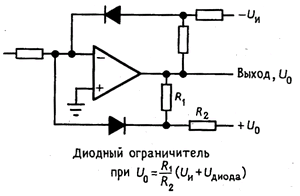 −Uи
−
+
Выход, U₀
R₁
R₂
+U₀
Диодный ограничитель
при U₀=R₁/R₂(Uи+Uдиода)